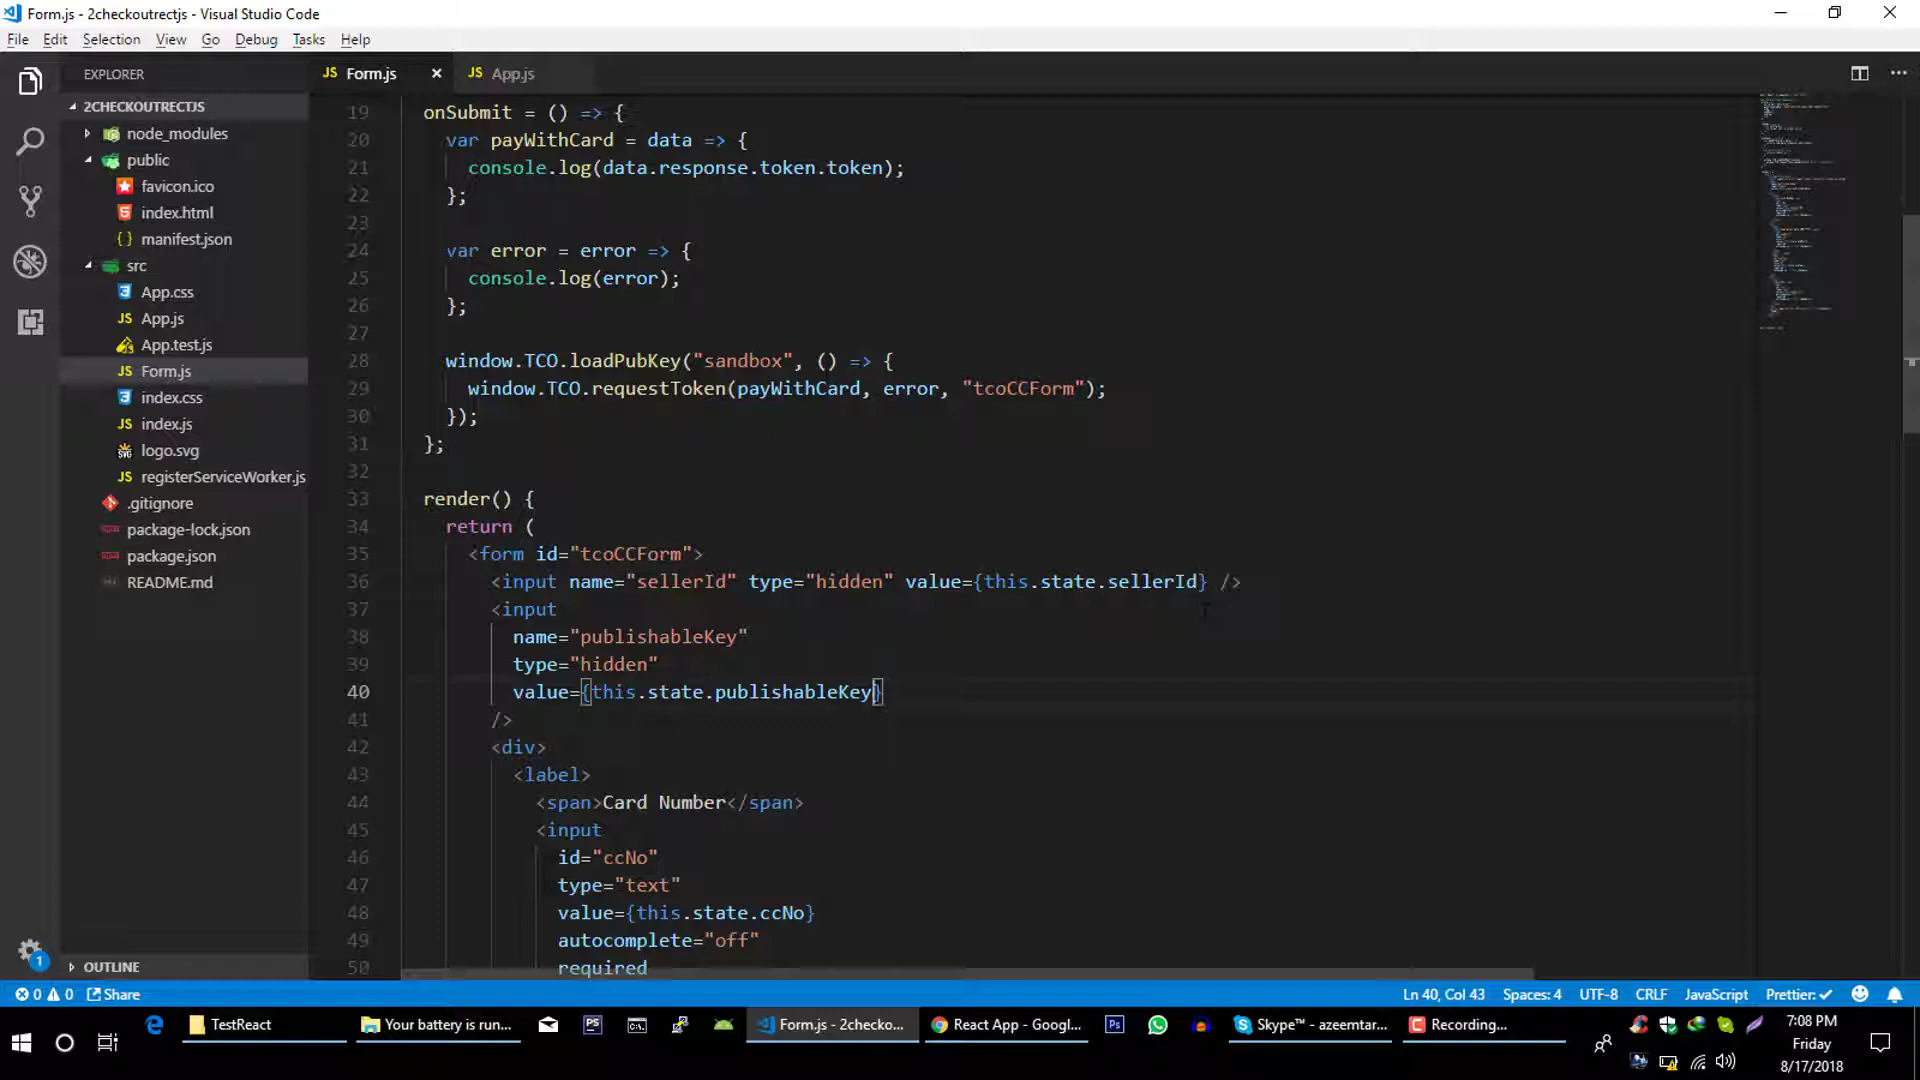 Form.js - 2checkoutrectjs - Visual Studio Code
File Edit Selection View Go Debug Tasks Help
EXPLORER
2CHECKOUTRECTJS
node_modules
public
favicon.ico
index.html
manifest.json
src
App.css
App.js
App.test.js
Form.js
index.css
index.js
logo.svg
registerServiceWorker.js
.gitignore
package-lock.json
package.json
README.md
OUTLINE
JS Form.js JS App.js
19 onSubmit = () => {
20 var payWithCard = data => {
21 console.log(data.response.token.token);
22 };
23
24 var error = error => {
25 console.log(error);
26 };
27
28 window.TCO.loadPubKey("sandbox", () => {
29 window.TCO.requestToken(payWithCard, error, "tcoCCForm");
30 });
31 };
32
33 render() {
34 return (
35 <form id="tcoCCForm">
36 <input name="sellerId" type="hidden" value={this.state.sellerId} />
37 <input
38 name="publishableKey"
39 type="hidden"
40 value={this.state.publishableKey}
41 />
42 <div>
43 <label>
44 <span>Card Number</span>
45 <input
46 id="ccNo"
47 type="text"
48 value={this.state.ccNo}
49 autocomplete="off"
50 required
0 0 Share Ln 40, Col 43 Spaces: 4 UTF-8 CRLF JavaScript Prettier: ✓
TestReact Your battery is run... Form.js - 2checko... React App - Googl... Skype™ - azeemtar... Recording...
7:08 PM
Friday
8/17/2018